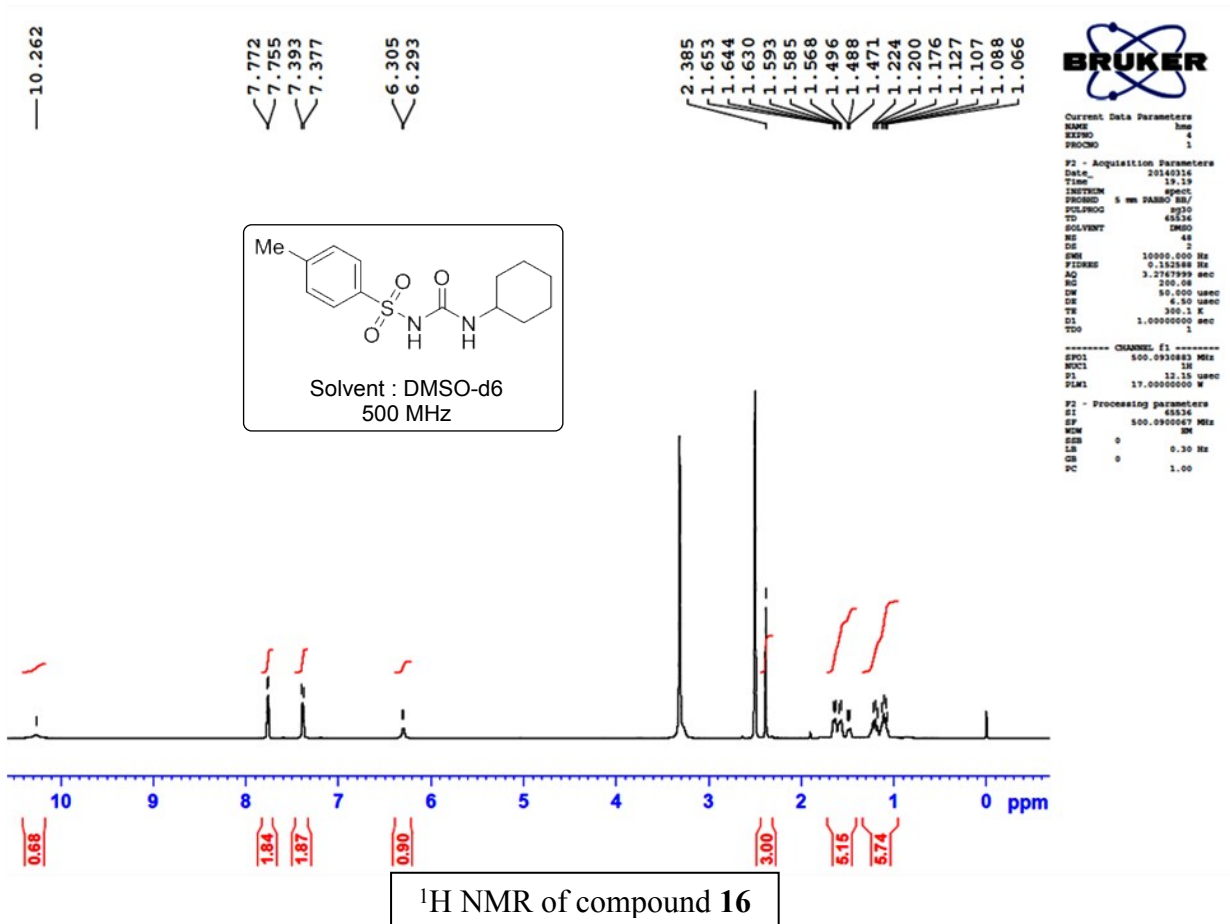 10.262
7.772
7.755
7.393
7.377
6.305
6.293
2.385
1.653
1.644
1.630
1.593
1.585
1.568
1.496
1.488
1.471
1.224
1.200
1.176
1.127
1.107
1.088
1.066
BRUKER
Current Data Parameters
NAME hms
EXPNO 4
PROCNO 1
F2 - Acquisition Parameters
Date_ 20140316
Time 19.19
INSTRUM spect
PROBHD 5 mm PABBO BB/
PULPROG zg30
TD 65536
SOLVENT DMSO
NS 48
DS 2
SWH 10000.000 Hz
FIDRES 0.152588 Hz
AQ 3.2767999 sec
RG 200.08
DW 50.000 usec
DE 6.50 usec
TE 300.1 K
D1 1.00000000 sec
TD0 1
======== CHANNEL f1 ========
SFO1 500.0930883 MHz
NUC1 1H
P1 12.15 usec
PLW1 17.00000000 W
F2 - Processing parameters
SI 65536
SF 500.0900067 MHz
WDW EM
SSB 0
LB 0.30 Hz
GB 0
PC 1.00
Me
O
O
S
O
N
H
N
H
Solvent : DMSO-d6
500 MHz
10 9 8 7 6 5 4 3 2 1 0 ppm
0.68 1.84 1.87 0.90 3.00 5.15 5.74
¹H NMR of compound 16